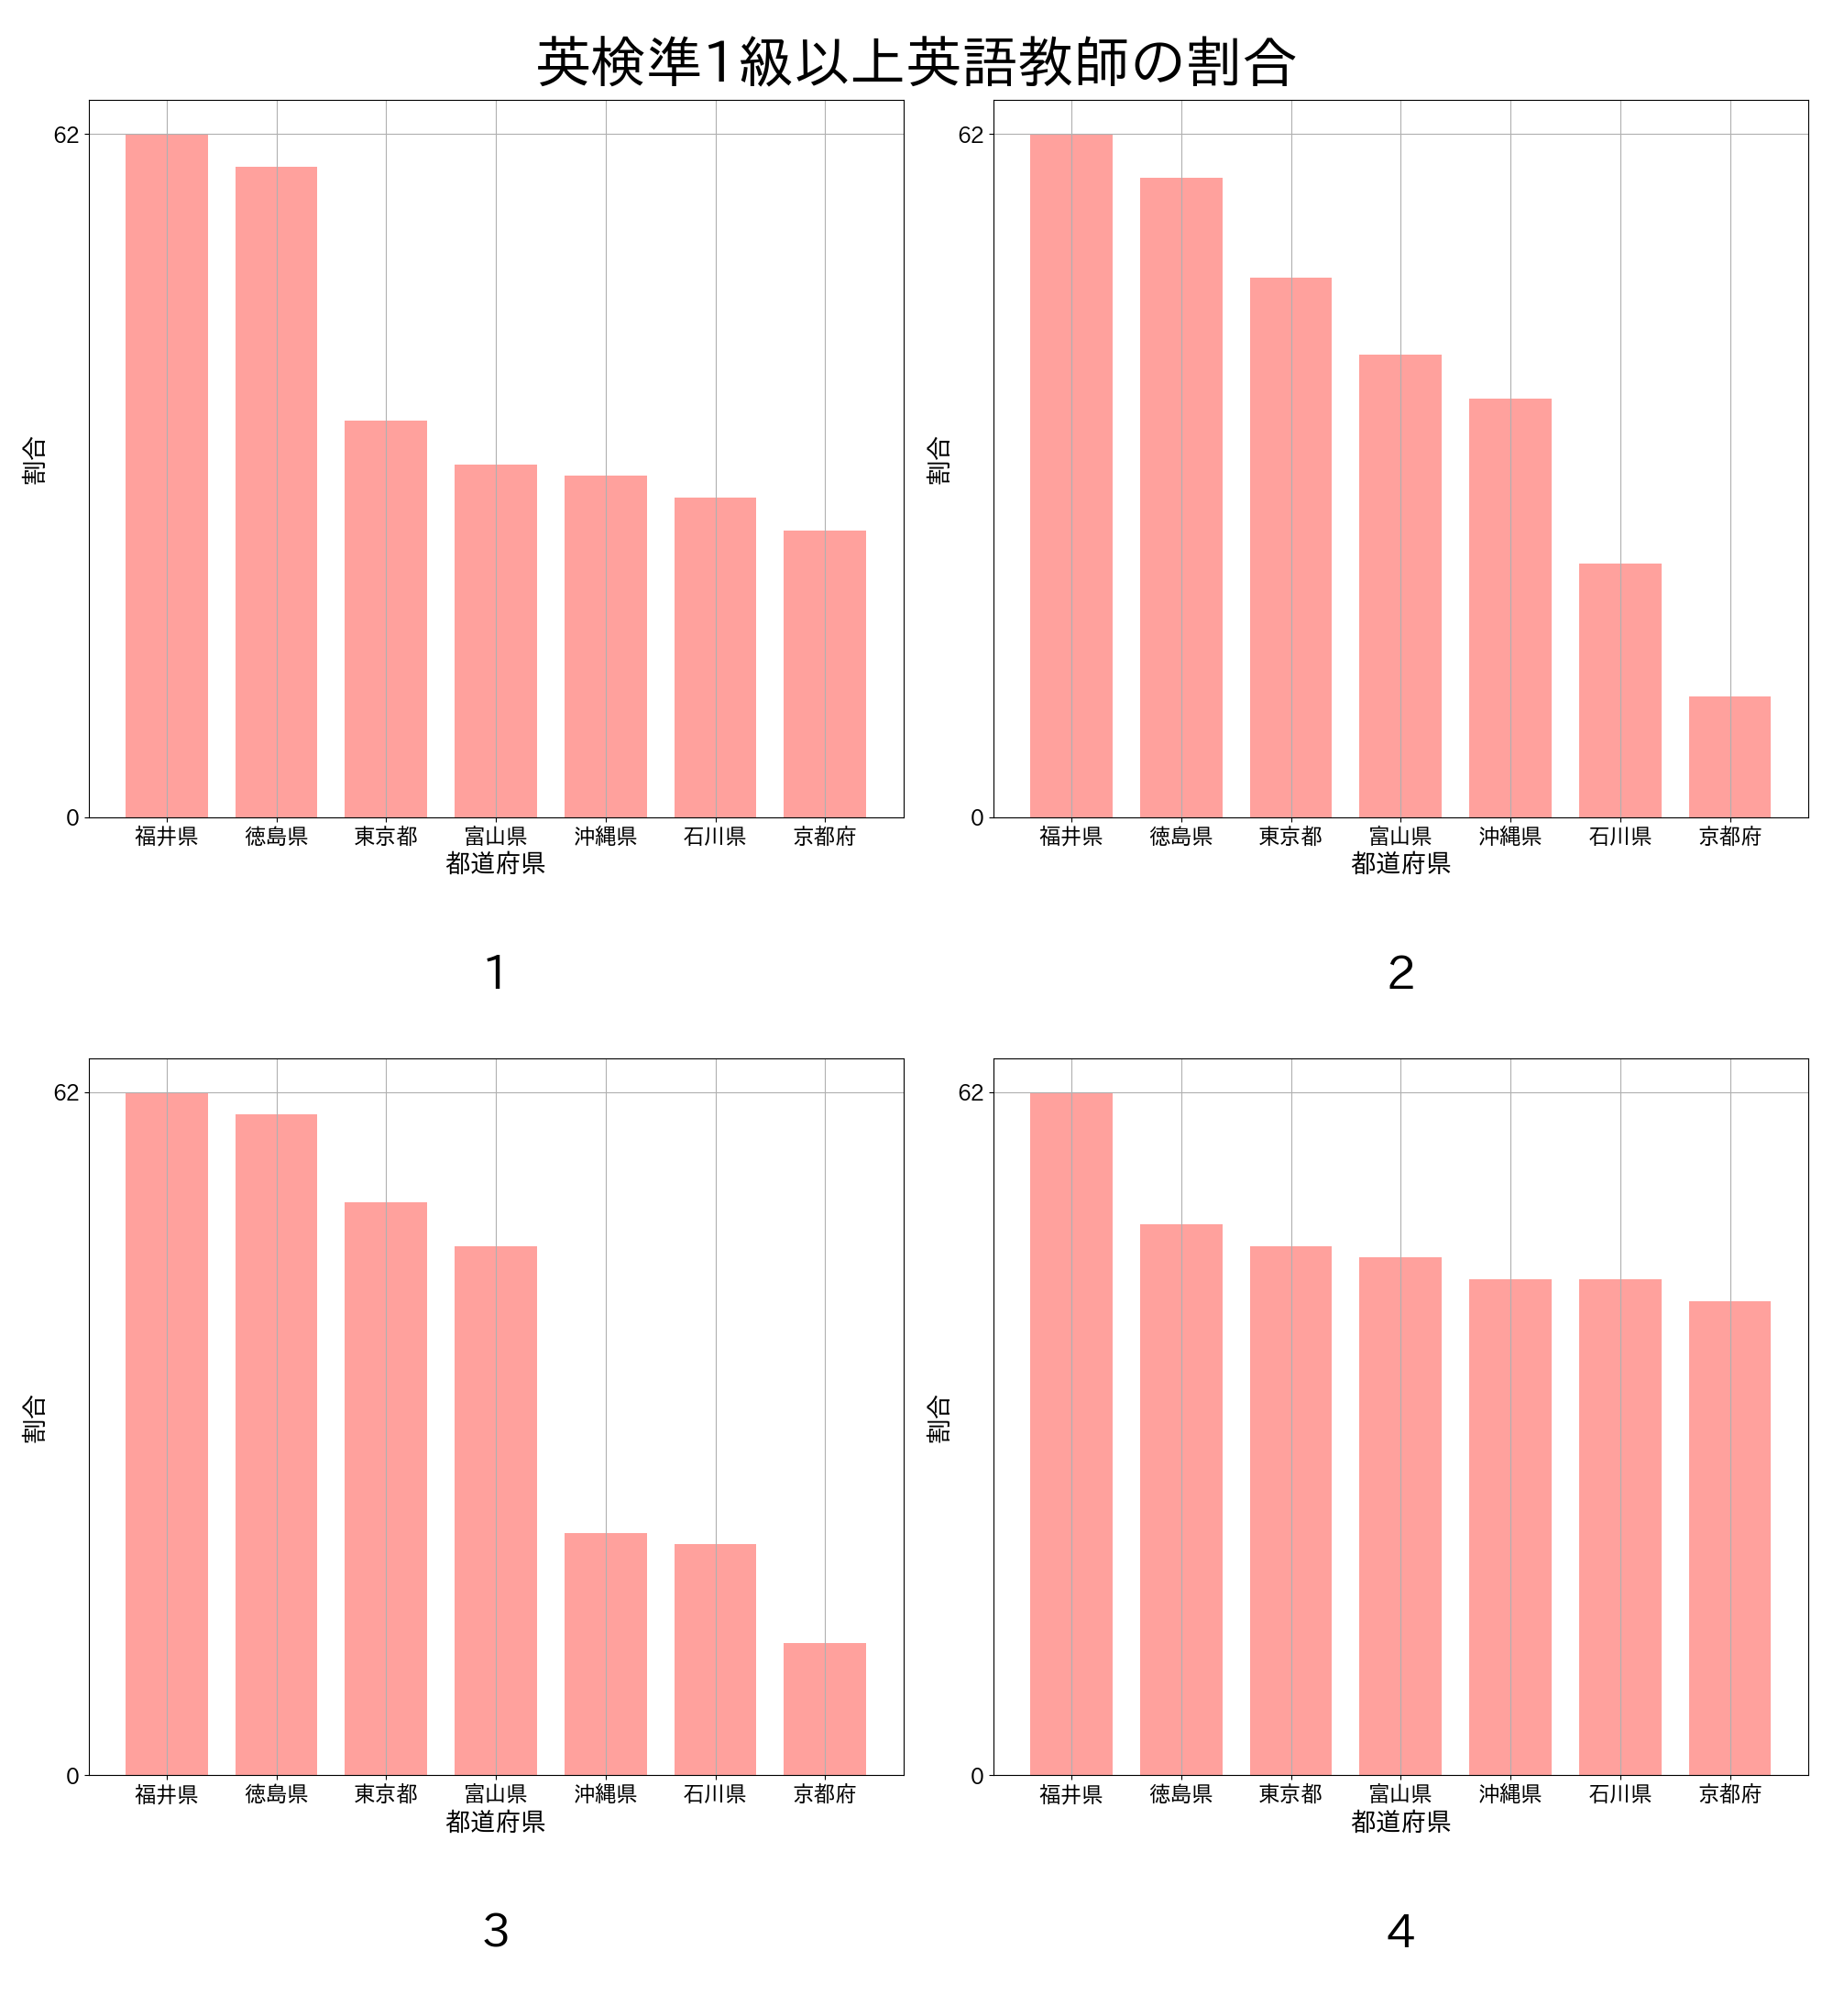 英検準1級以上英語教師の割合
62
0
割合
福井県 徳島県 東京都 富山県 沖縄県 石川県 京都府
都道府県
1
62
0
割合
福井県 徳島県 東京都 富山県 沖縄県 石川県 京都府
都道府県
2
62
0
割合
福井県 徳島県 東京都 富山県 沖縄県 石川県 京都府
都道府県
3
62
0
割合
福井県 徳島県 東京都 富山県 沖縄県 石川県 京都府
都道府県
4